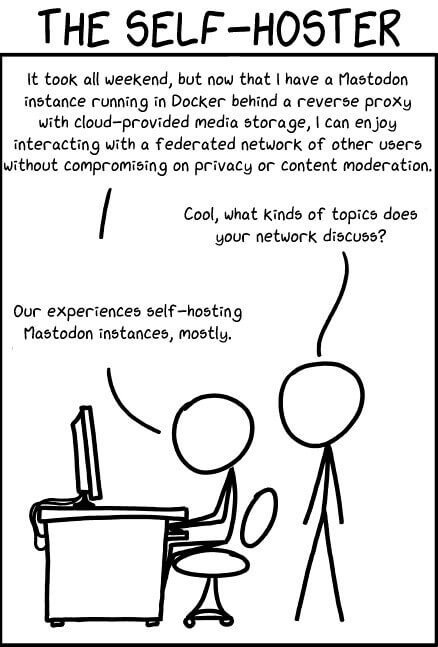 THE SELF-HOSTER
It took all weekend, but now that I have a Mastodon
instance running in Docker behind a reverse proxy
with cloud-provided media storage, I can enjoy
interacting with a federated network of other users
without compromising on privacy or content moderation.
Cool, what kinds of topics does
your network discuss?
Our experiences self-hosting
Mastodon instances, mostly.